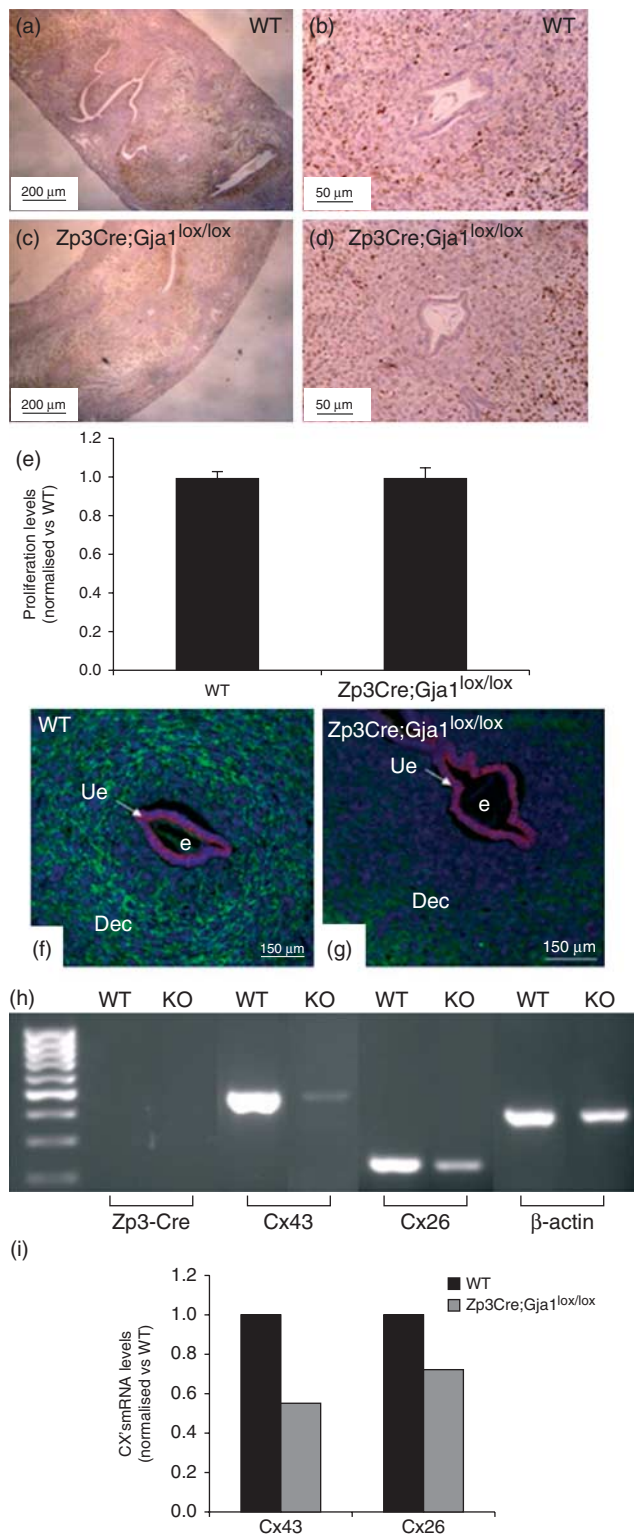 (a) WT
200 µm
(b) WT
50 µm
(c) Zp3Cre;Gja1lox/lox
200 µm
(d) Zp3Cre;Gja1lox/lox
50 µm
(e)
1.2
1.0
0.8
0.6
0.4
0.2
0.0
Proliferation levels
(normalised vs WT)
WT
Zp3Cre;Gja1lox/lox
WT
Ue
e
Dec
(f)
150 µm
Zp3Cre;Gja1lox/lox
Ue
e
Dec
(g)
150 µm
(h)
WT KO WT KO WT KO WT KO
Zp3-Cre Cx43 Cx26 β-actin
(i)
1.2
1.0
0.8
0.6
0.4
0.2
0.0
CX'smRNA levels
(normalised vs WT)
WT
Zp3Cre;Gja1lox/lox
Cx43 Cx26